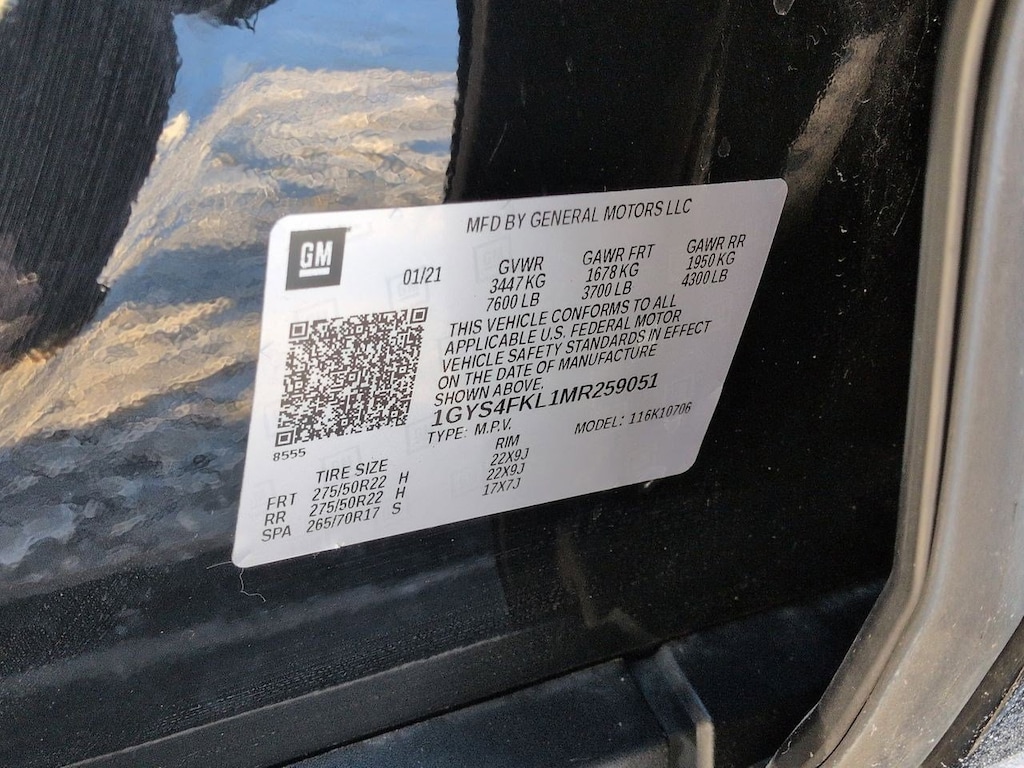 MFD BY GENERAL MOTORS LLC
GM
01/21
GVWR GAWR FRT GAWR RR
3447 KG 1678 KG 1950 KG
7600 LB 3700 LB 4300 LB
THIS VEHICLE CONFORMS TO ALL
APPLICABLE U.S. FEDERAL MOTOR
VEHICLE SAFETY STANDARDS IN EFFECT
ON THE DATE OF MANUFACTURE
SHOWN ABOVE.
1GYS4FKL1MR259051
TYPE: M.P.V. MODEL: 116K10706
8555
TIRE SIZE RIM
FRT 275/50R22 H 22X9J
RR 275/50R22 H 22X9J
SPA 265/70R17 S 17X7J